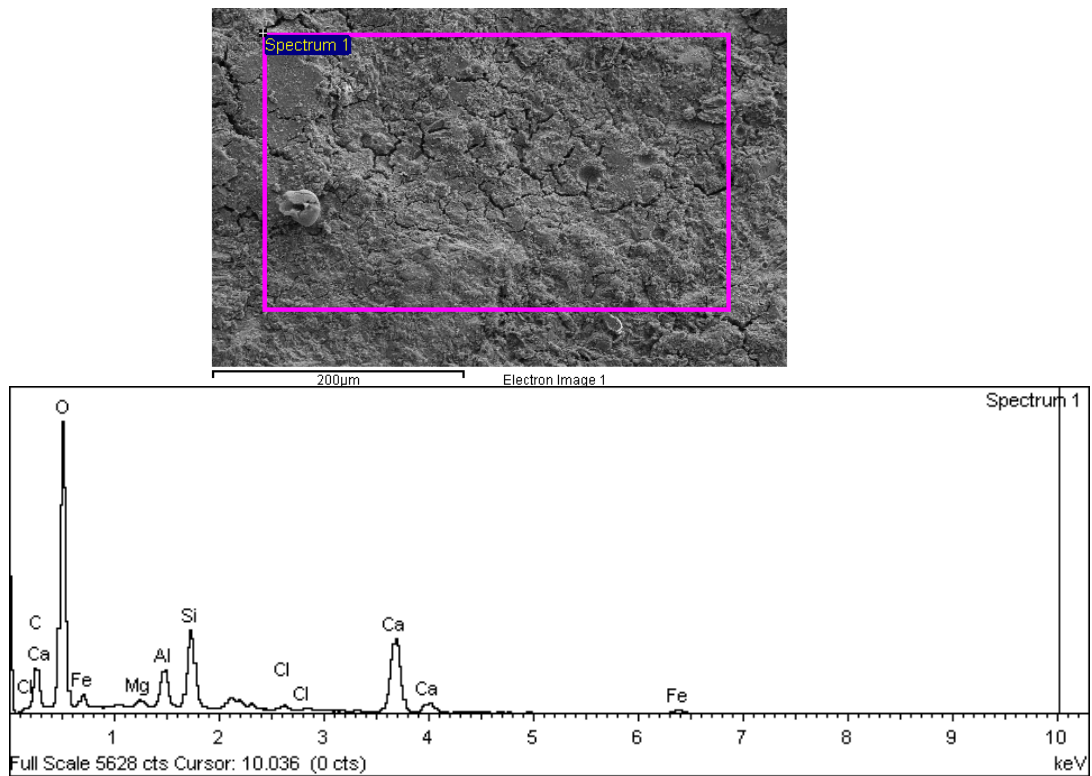 Spectrum 1
200µm Electron Image 1
Spectrum 1
O
C
Ca
Cl
Fe
Mg
Al
Si
Cl
Cl
Ca
Ca
Fe
1 2 3 4 5 6 7 8 9 10
Full Scale 5628 cts Cursor: 10.036 (0 cts) keV